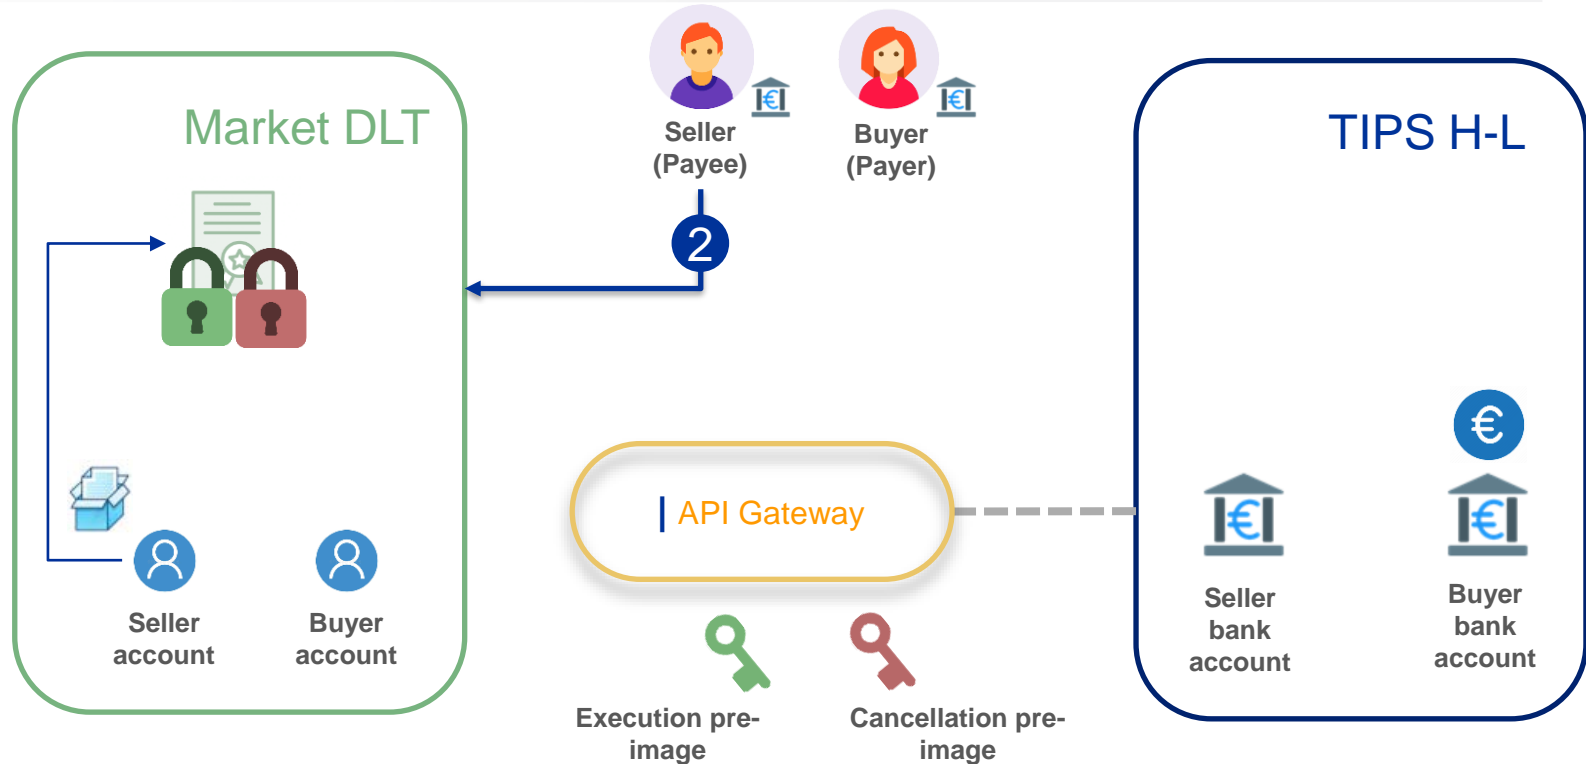 Market DLT
Seller
(Payee)
Buyer
(Payer)
TIPS H-L
2
€
API Gateway
€
€
Seller
account
Buyer
account
Seller
bank
account
Buyer
bank
account
Execution pre-
image
Cancellation pre-
image